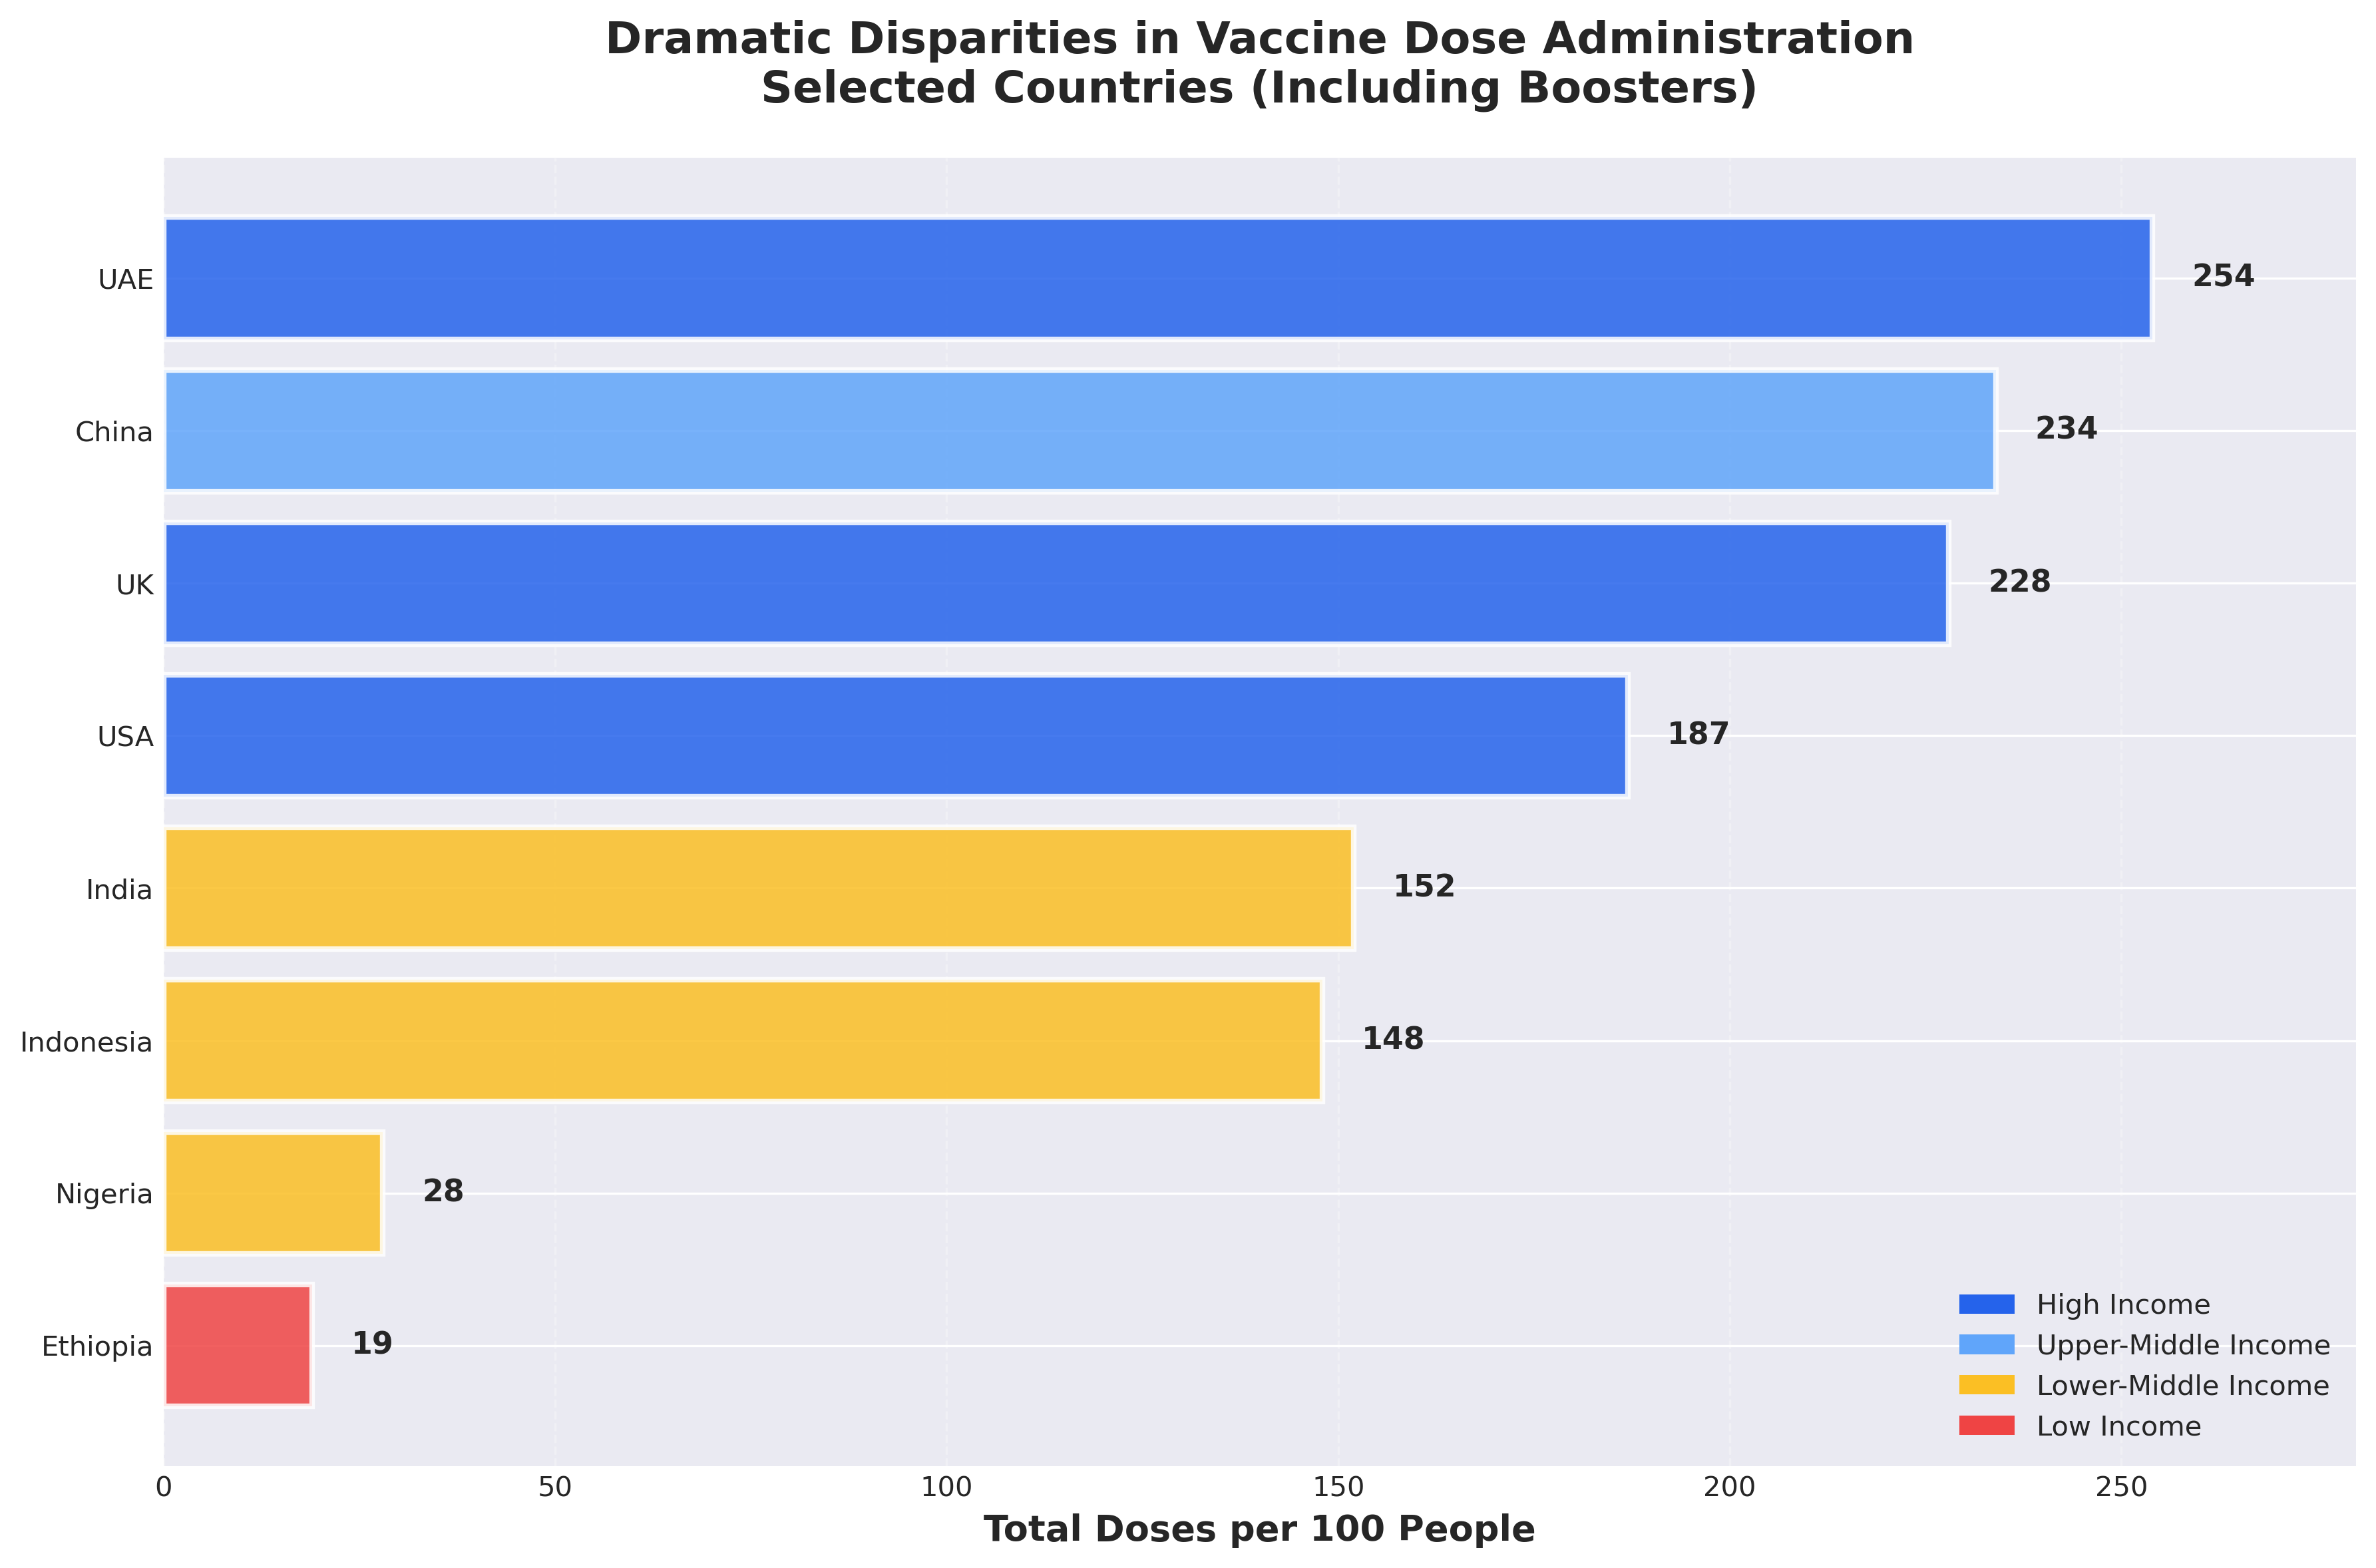 Dramatic Disparities in Vaccine Dose Administration
Selected Countries (Including Boosters)
UAE
254
China
234
UK
228
USA
187
India
152
Indonesia
148
Nigeria
28
Ethiopia
19
High Income
Upper-Middle Income
Lower-Middle Income
Low Income
0 50 100 150 200 250
Total Doses per 100 People